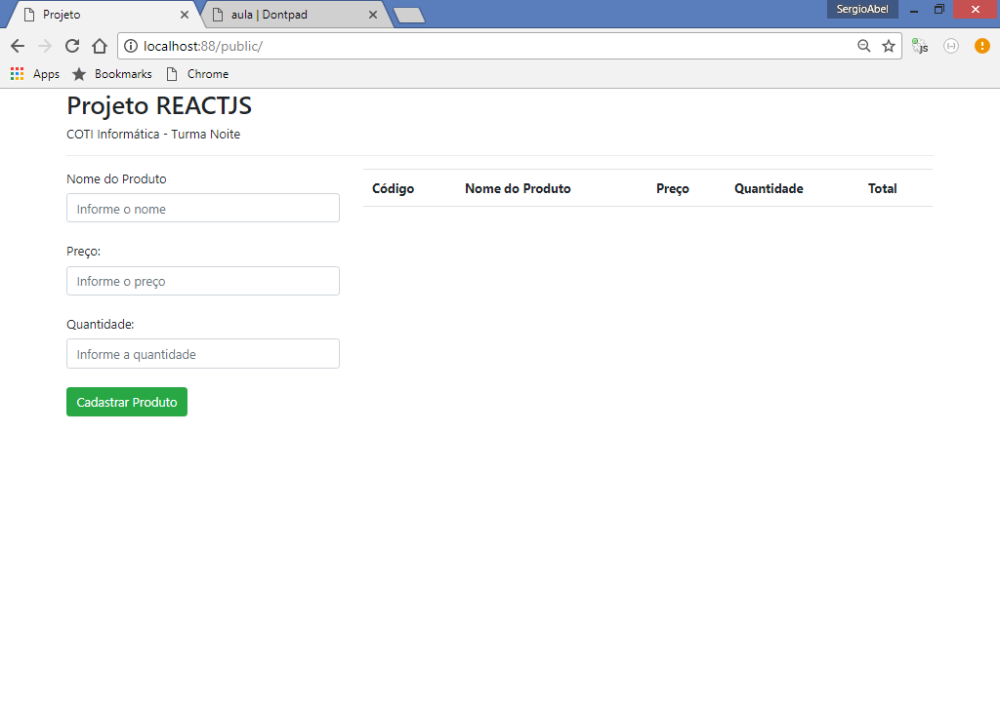 Projeto
aula | Dontpad
SergioAbel
localhost:88/public/
JS
Apps
Bookmarks
Chrome
Projeto REACTJS
COTI Informática - Turma Noite
Nome do Produto
Informe o nome
Preço:
Informe o preço
Quantidade:
Informe a quantidade
Cadastrar Produto
Código Nome do Produto Preço Quantidade Total